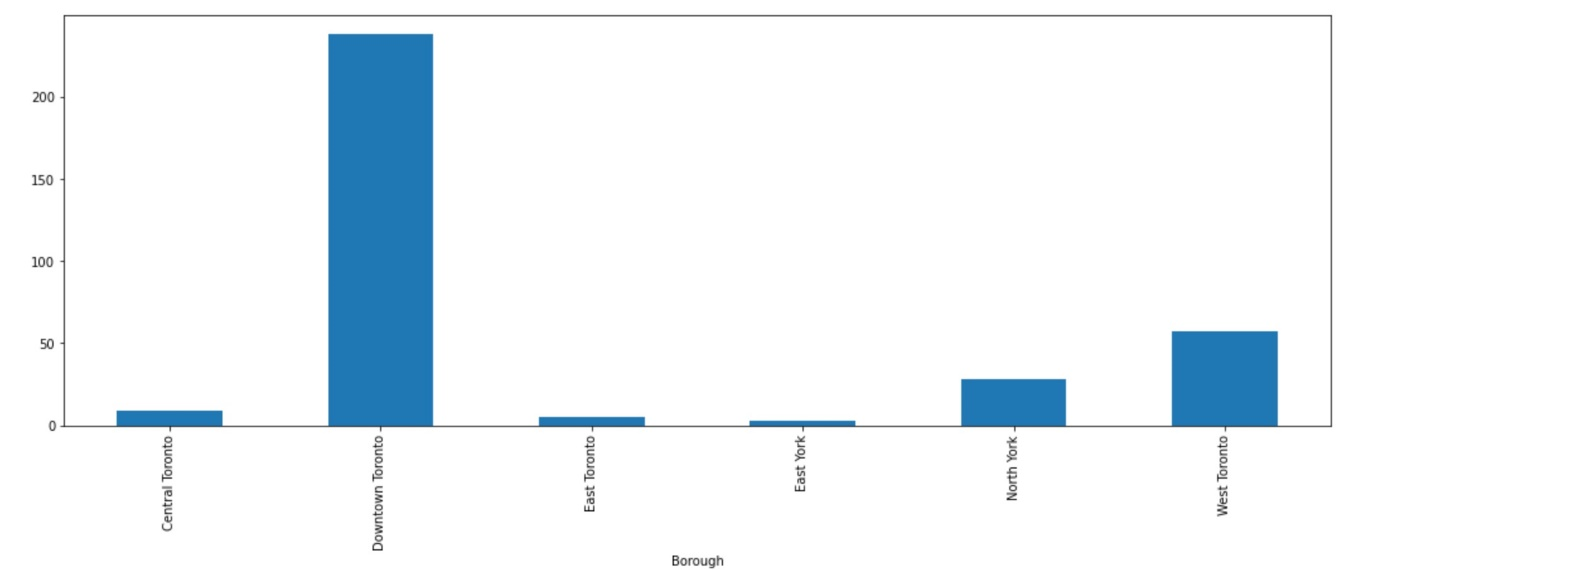 200
150
100
50
0
Central Toronto
Downtown Toronto
East Toronto
East York
North York
West Toronto
Borough